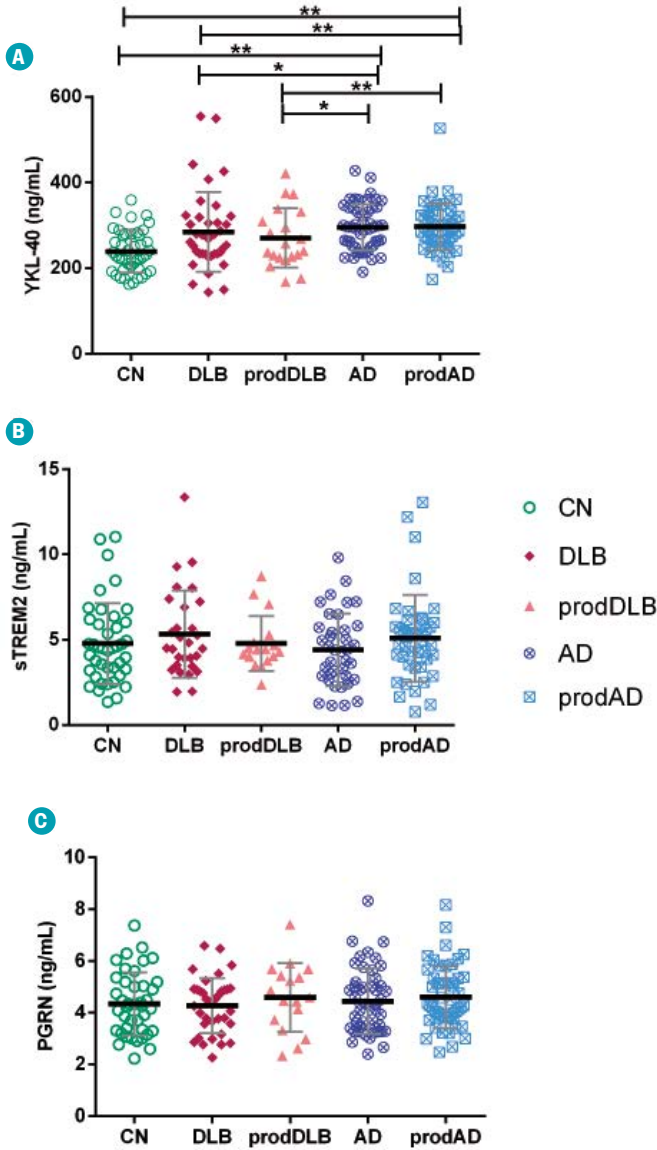 **
**
A
**
*
**
*
600
400
200
0
YKL-40 (ng/mL)
CN DLB prodDLB AD prodAD
B
15
10
5
0
sTREM2 (ng/mL)
CN DLB prodDLB AD prodAD
CN
DLB
prodDLB
AD
prodAD
C
10
8
6
4
2
0
PGRN (ng/mL)
CN DLB prodDLB AD prodAD